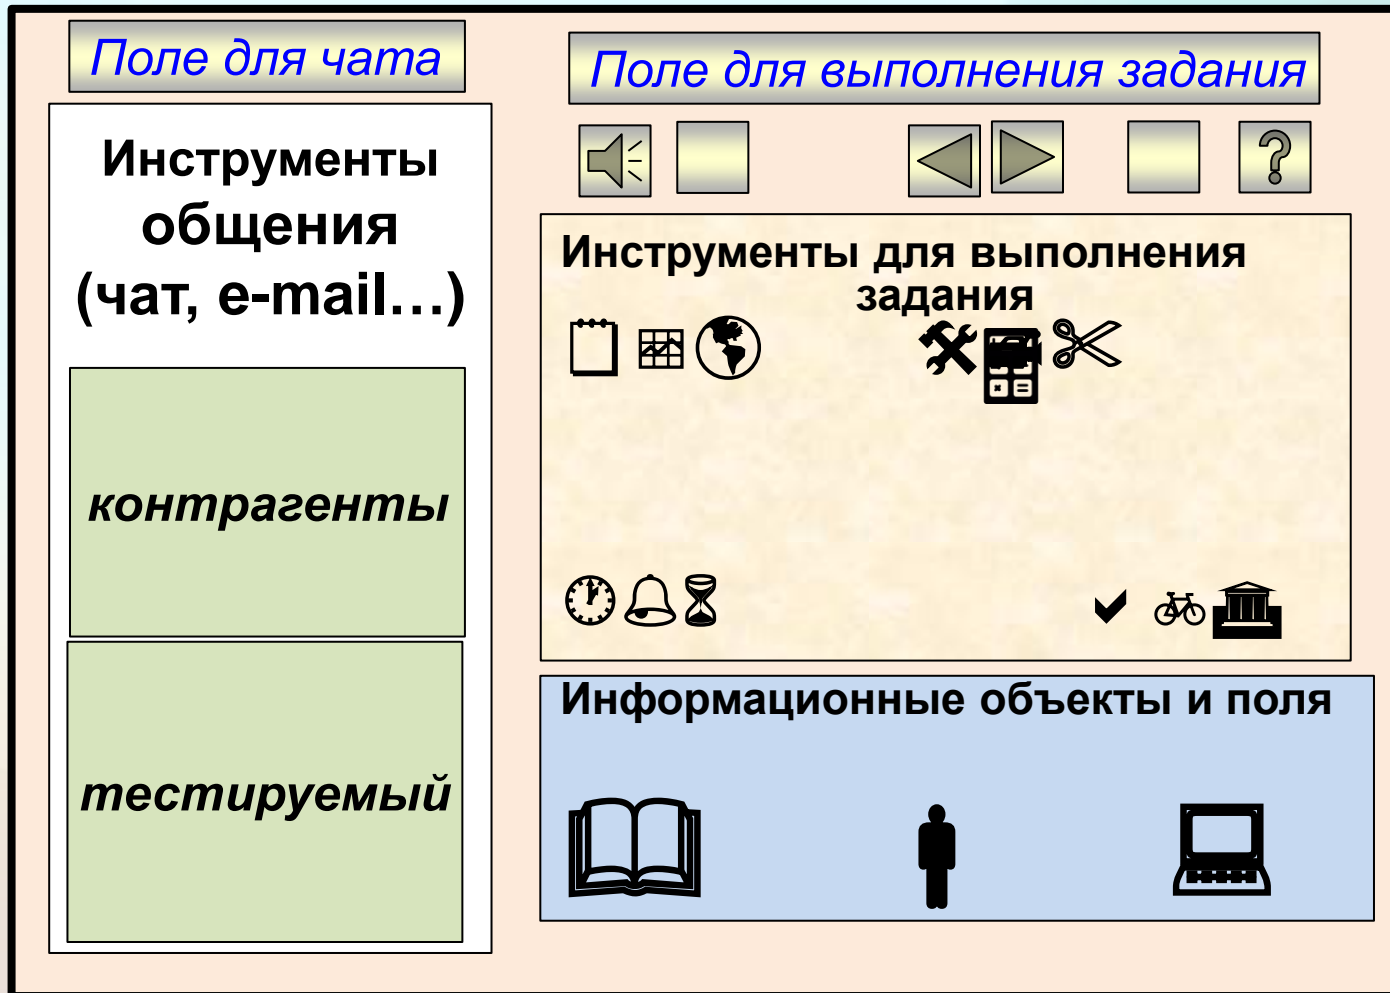 Поле для чата
Инструменты
общения
(чат, e-mail…)
контрагенты
тестируемый
Поле для выполнения задания
?
Инструменты для выполнения
задания
Информационные объекты и поля